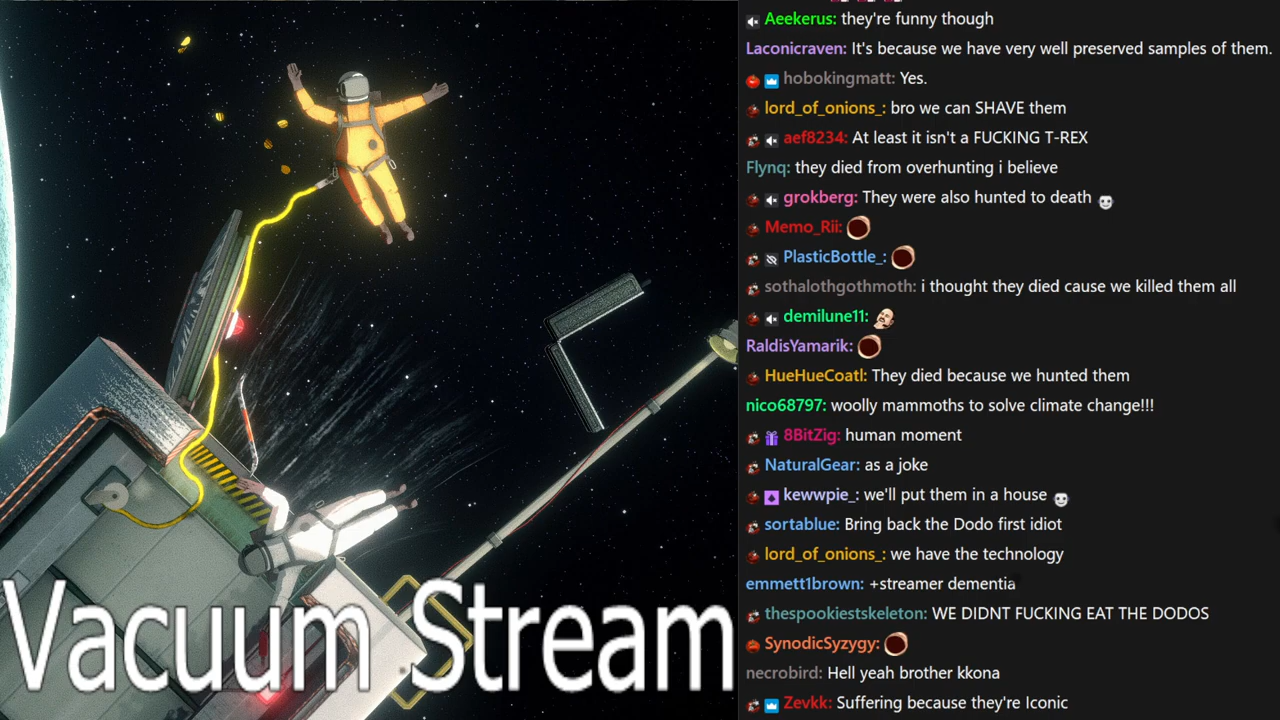 Aeekerus: they're funny though
Laconicraven: It's because we have very well preserved samples of them.
hobokingmatt: Yes.
lord_of_onions_: bro we can SHAVE them
aef8234: At least it isn't a FUCKING T-REX
Flynq: they died from overhunting i believe
grokberg: They were also hunted to death
Memo_Rii:
PlasticBottle_:
sothalothgothmoth: i thought they died cause we killed them all
demilune11:
RaldisYamarik:
HueHueCoatl: They died because we hunted them
nico68797: woolly mammoths to solve climate change!!!
8BitZig: human moment
NaturalGear: as a joke
kewwpie_: we'll put them in a house
sortablue: Bring back the Dodo first idiot
lord_of_onions_: we have the technology
emmett1brown: +streamer dementia
thespookiestskeleton: WE DIDNT FUCKING EAT THE DODOS
SynodicSyzygy:
necrobird: Hell yeah brother kkona
Zevkk: Suffering because they're Iconic
Vacuum Stream